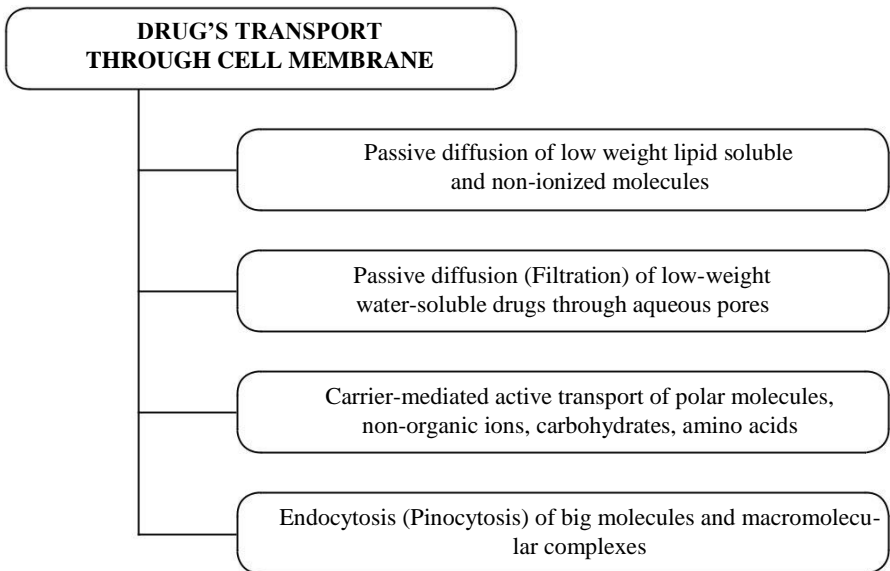 DRUG’S TRANSPORT
THROUGH CELL MEMBRANE
Passive diffusion of low weight lipid soluble
and non-ionized molecules
Passive diffusion (Filtration) of low-weight
water-soluble drugs through aqueous pores
Carrier-mediated active transport of polar molecules,
non-organic ions, carbohydrates, amino acids
Endocytosis (Pinocytosis) of big molecules and macromolecu-
lar complexes